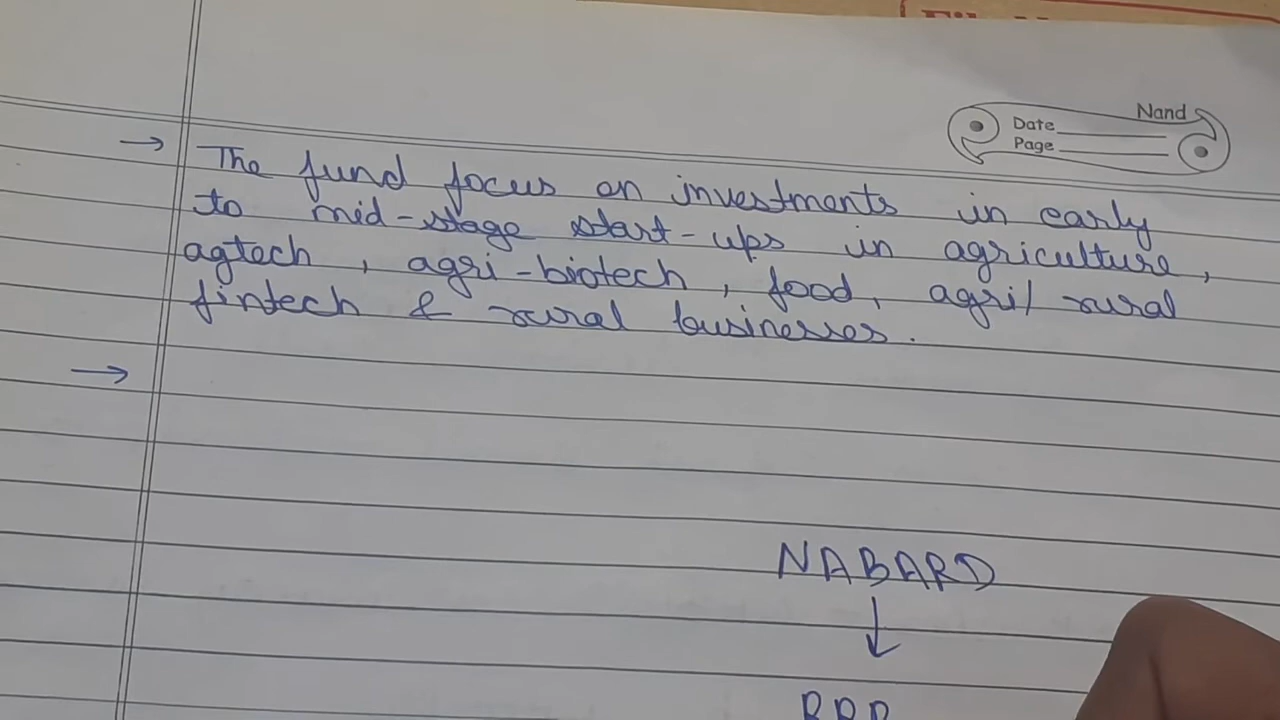 Nand
Date
Page
→ The fund focus on investments in early
to mid-stage start-ups in agriculture,
agtech, agri-biotech, food, agri/rural
fintech & rural businesses.
→
NABARD
↓